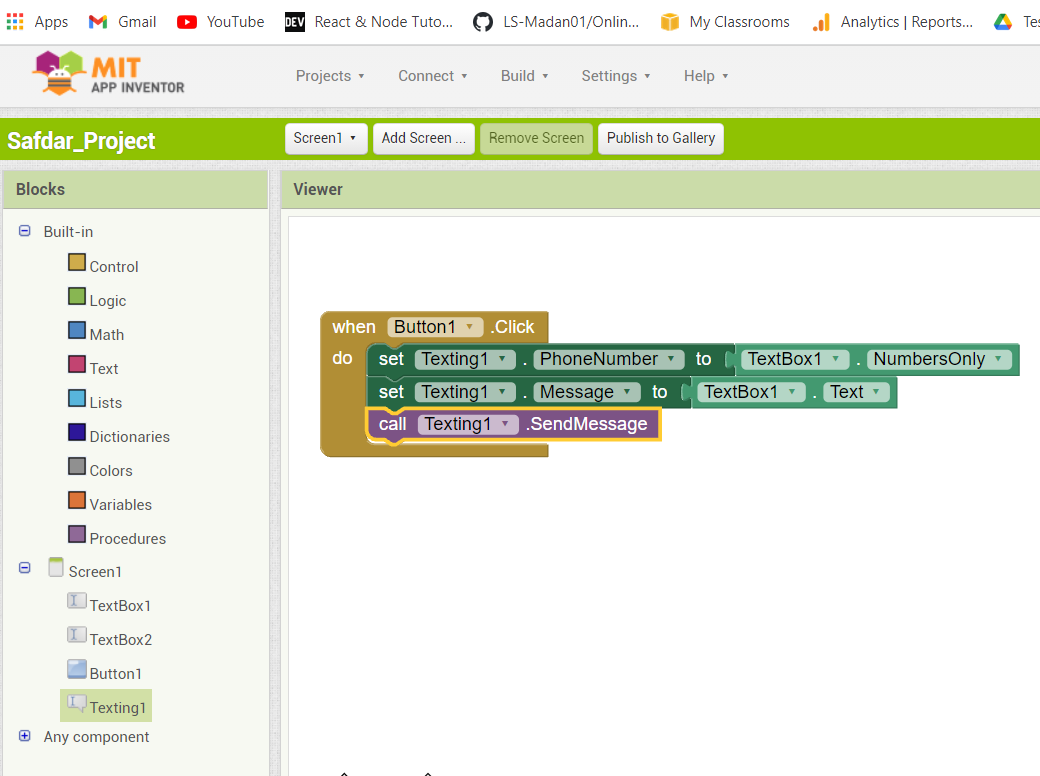 Apps Gmail YouTube DEV React & Node Tuto... LS-Madan01/Onlin... My Classrooms Analytics | Reports... Tes
MIT
APP INVENTOR
Projects Connect Build Settings Help
Safdar_Project Screen1 Add Screen ... Remove Screen Publish to Gallery
Blocks
Viewer
Built-in
Control
Logic
Math
Text
Lists
Dictionaries
Colors
Variables
Procedures
Screen1
TextBox1
TextBox2
Button1
Texting1
Any component
when Button1 .Click
do set Texting1 . PhoneNumber to TextBox1 . NumbersOnly
set Texting1 . Message to TextBox1 . Text
call Texting1 .SendMessage